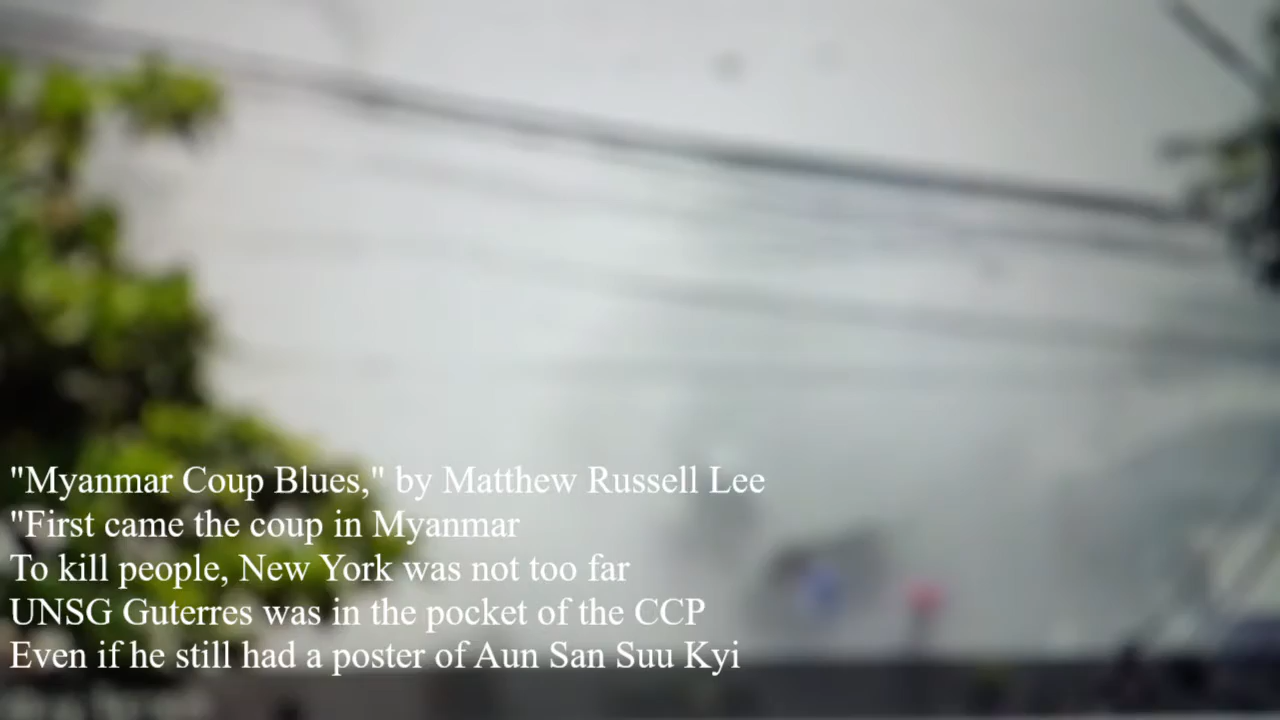 "Myanmar Coup Blues," by Matthew Russell Lee
"First came the coup in Myanmar
To kill people, New York was not too far
UNSG Guterres was in the pocket of the CCP
Even if he still had a poster of Aun San Suu Kyi